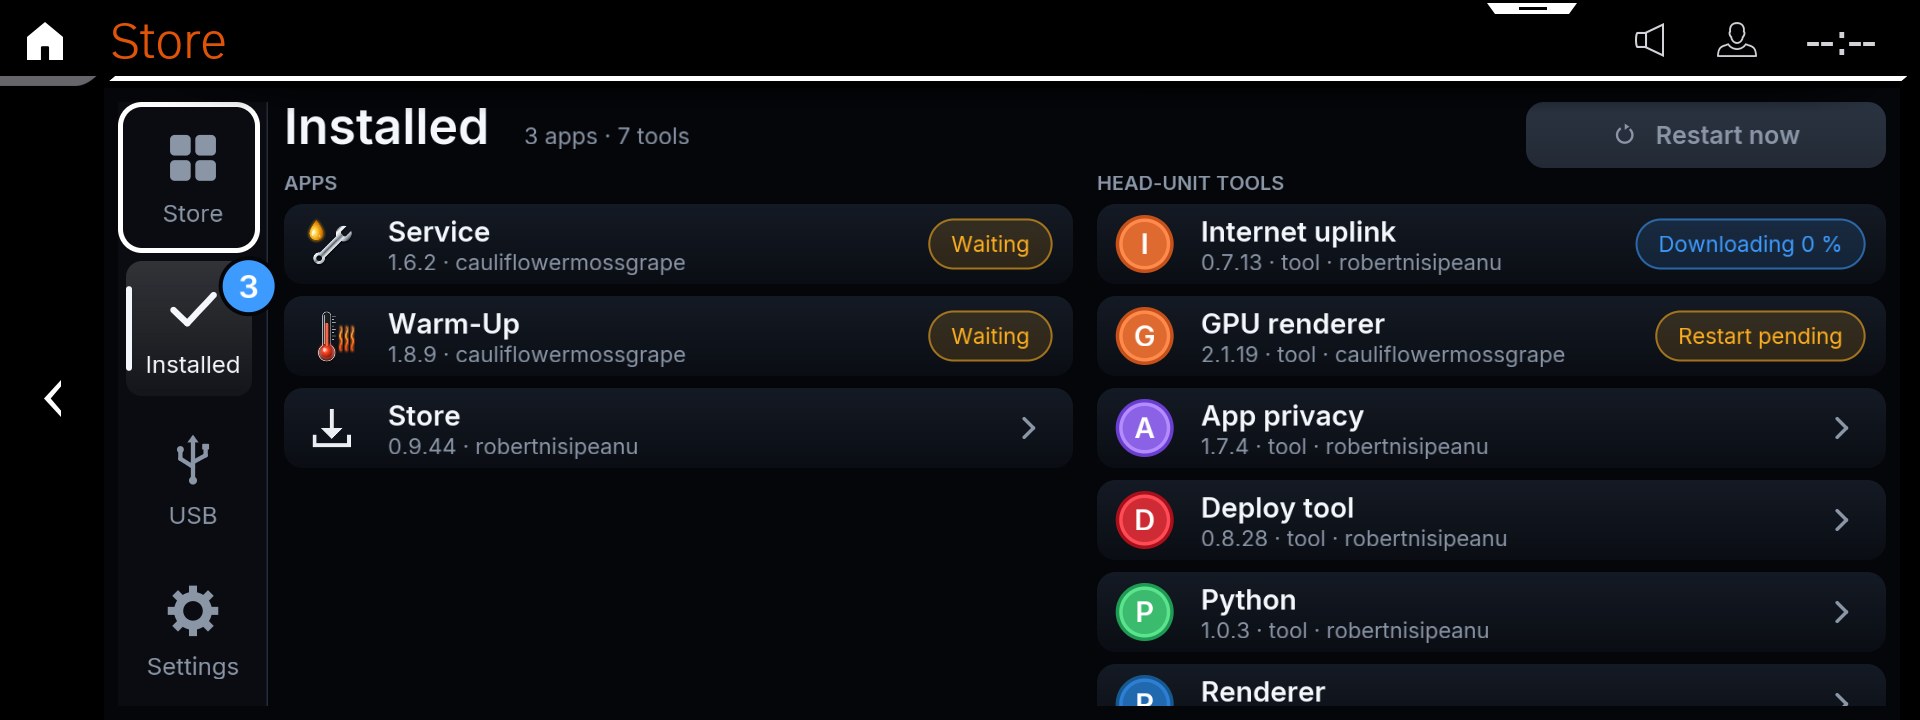 Store
--:--
Store
3
Installed
USB
Settings
Installed
3 apps · 7 tools
Restart now
APPS
Service
1.6.2 · cauliflowermossgrape
Waiting
Warm-Up
1.8.9 · cauliflowermossgrape
Waiting
Store
0.9.44 · robertnisipeanu
HEAD-UNIT TOOLS
I
Internet uplink
0.7.13 · tool · robertnisipeanu
Downloading 0 %
G
GPU renderer
2.1.19 · tool · cauliflowermossgrape
Restart pending
A
App privacy
1.7.4 · tool · robertnisipeanu
D
Deploy tool
0.8.28 · tool · robertnisipeanu
P
Python
1.0.3 · tool · robertnisipeanu
Renderer